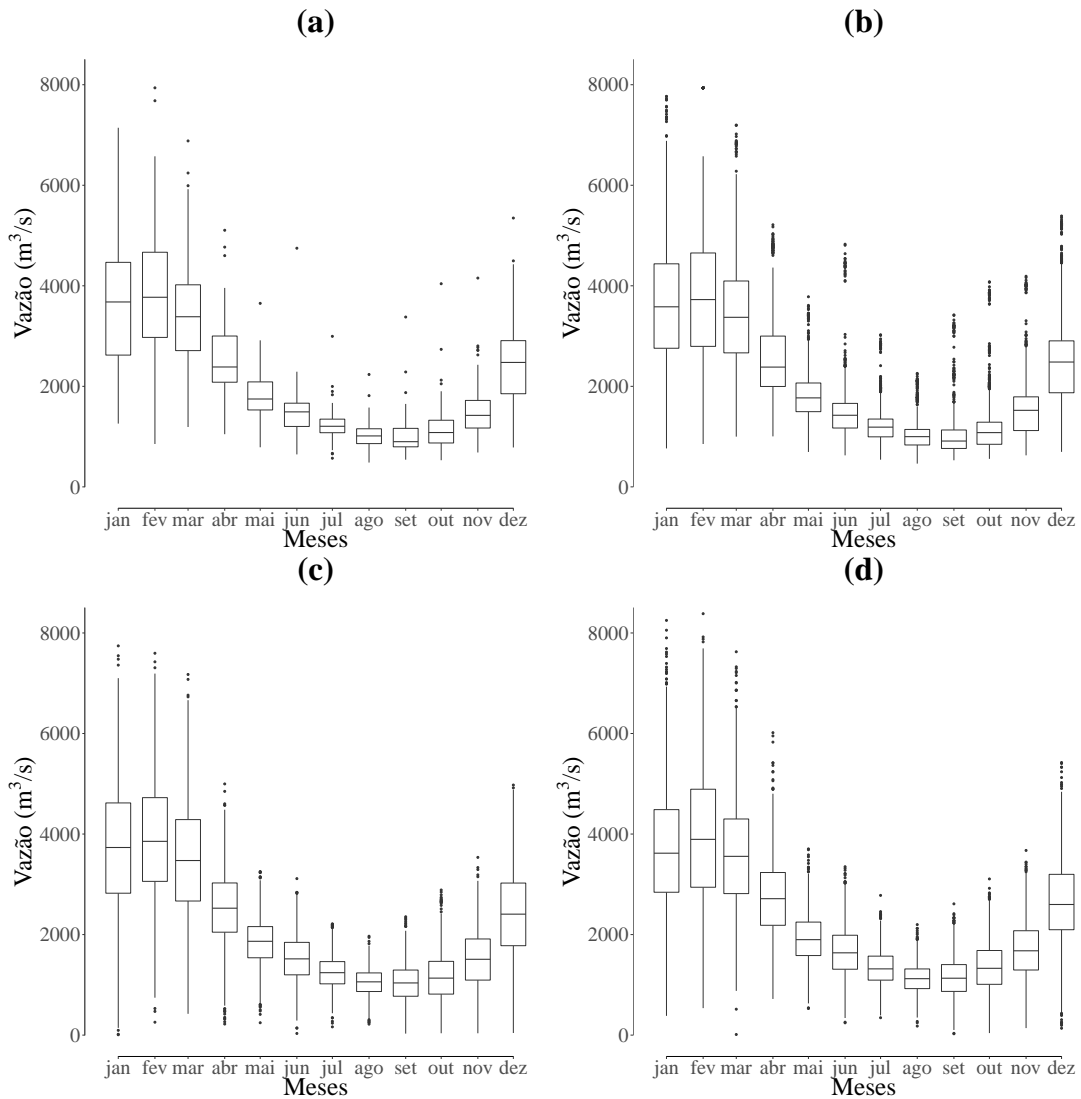 (a)
Vazão (m³/s)
8000
6000
4000
2000
0
jan fev mar abr mai jun jul ago set out nov dez
Meses
(b)
Vazão (m³/s)
8000
6000
4000
2000
0
jan fev mar abr mai jun jul ago set out nov dez
Meses
(c)
Vazão (m³/s)
8000
6000
4000
2000
0
jan fev mar abr mai jun jul ago set out nov dez
Meses
(d)
Vazão (m³/s)
8000
6000
4000
2000
0
jan fev mar abr mai jun jul ago set out nov dez
Meses